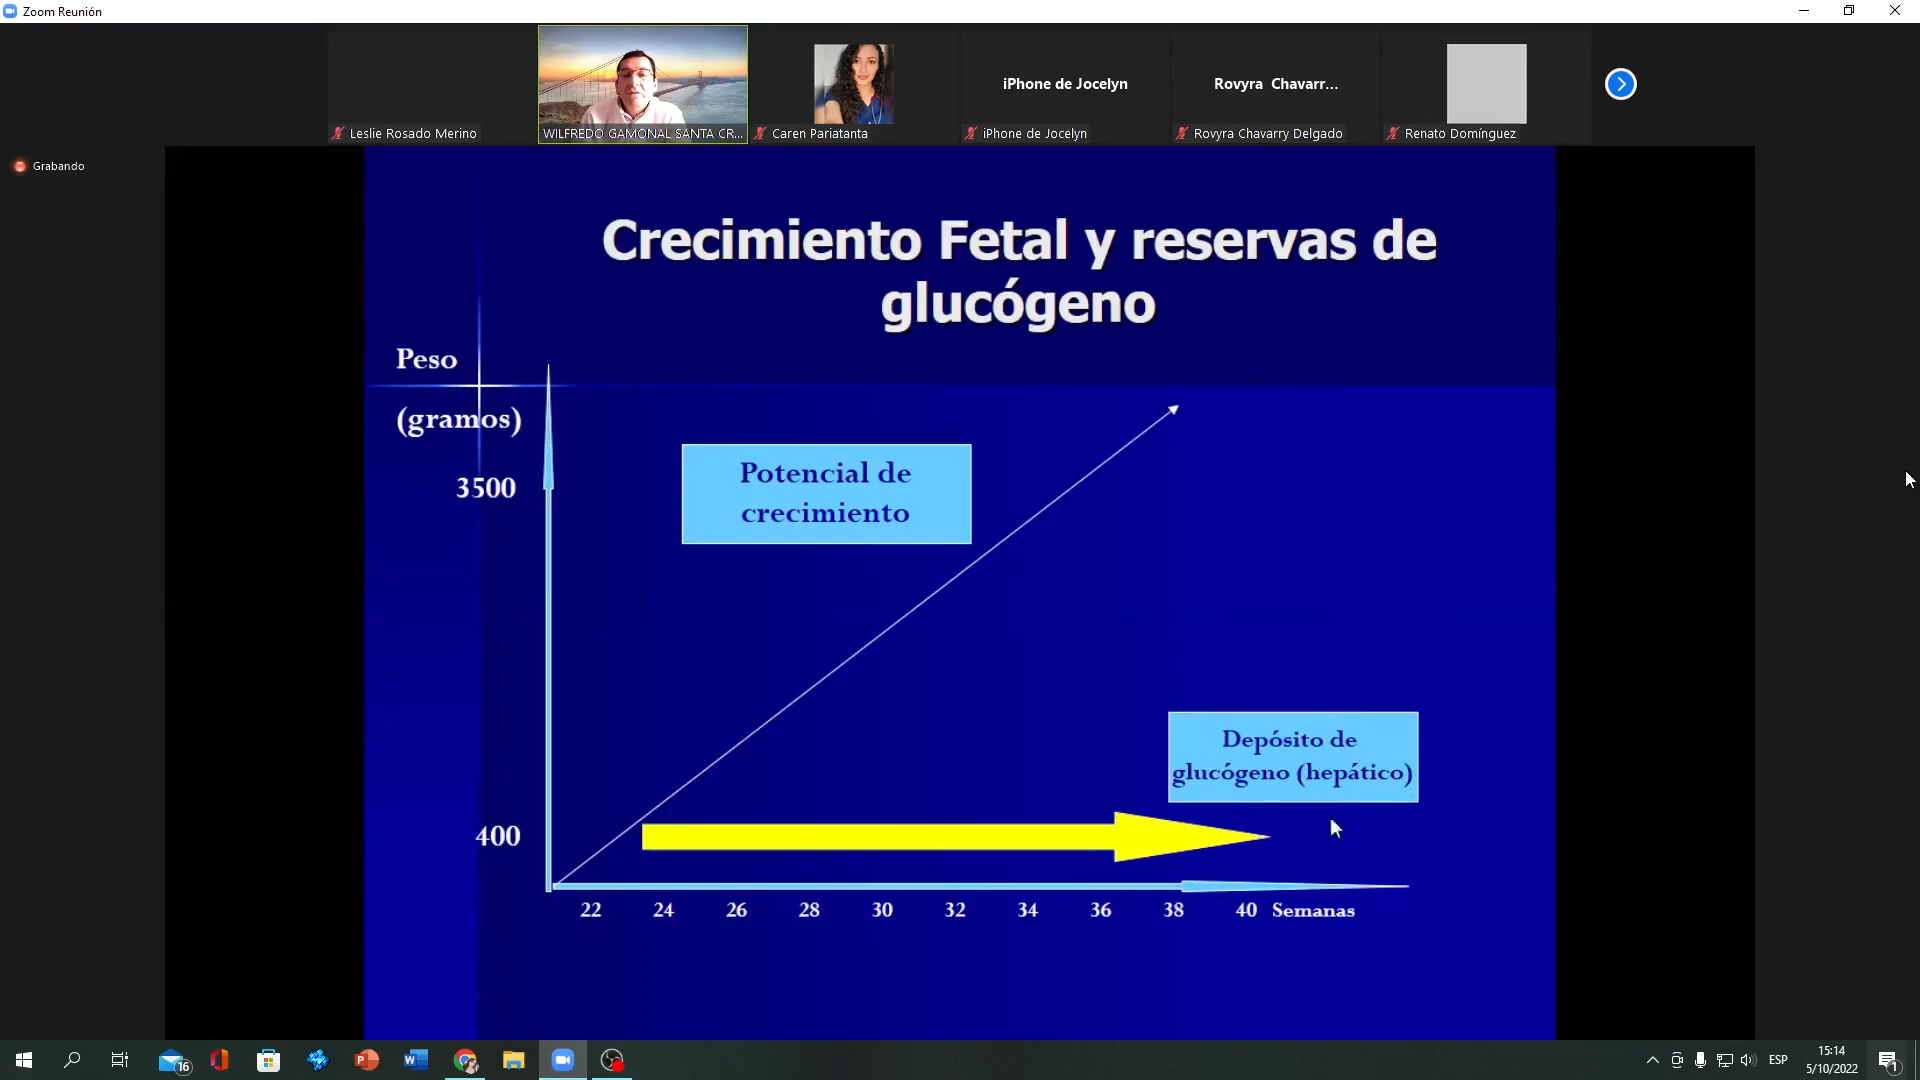 Zoom Reunión
iPhone de Jocelyn
Rovyra Chavarr...
Leslie Rosado Merino
WILFREDO GAMONAL SANTA CR...
Caren Pariatanta
iPhone de Jocelyn
Rovyra Chavarry Delgado
Renato Domínguez
Grabando
Crecimiento Fetal y reservas de
glucógeno
Peso
(gramos)
3500
Potencial de
crecimiento
Depósito de
glucógeno (hepático)
400
22 24 26 28 30 32 34 36 38 40 Semanas
16
ESP
15:14
5/10/2022
1